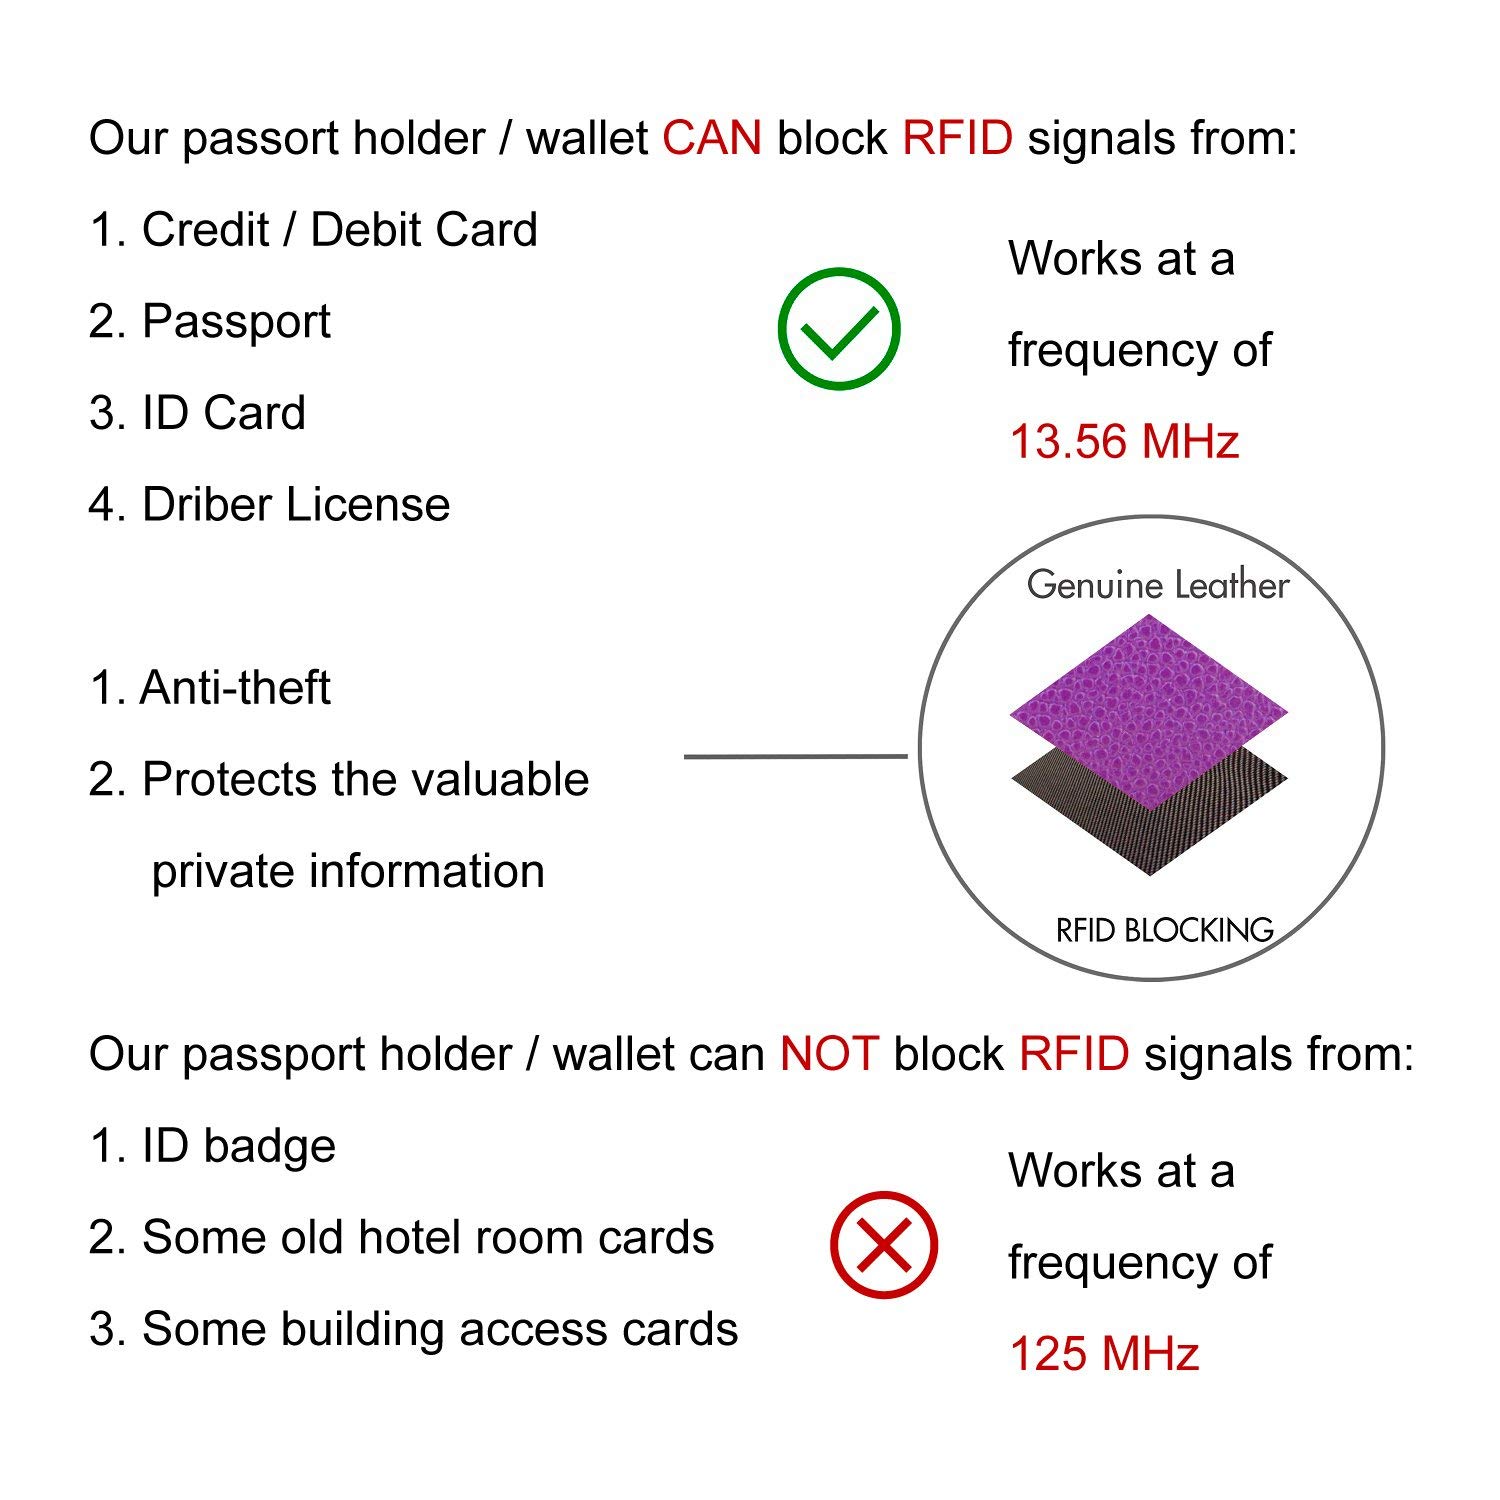 Our passort holder / wallet CAN block RFID signals from:
1. Credit / Debit Card
2. Passport
3. ID Card
4. Driber License
Works at a
frequency of
13.56 MHz
1. Anti-theft
2. Protects the valuable
private information
Genuine Leather
RFID BLOCKING
Our passport holder / wallet can NOT block RFID signals from:
1. ID badge
2. Some old hotel room cards
3. Some building access cards
Works at a
frequency of
125 MHz